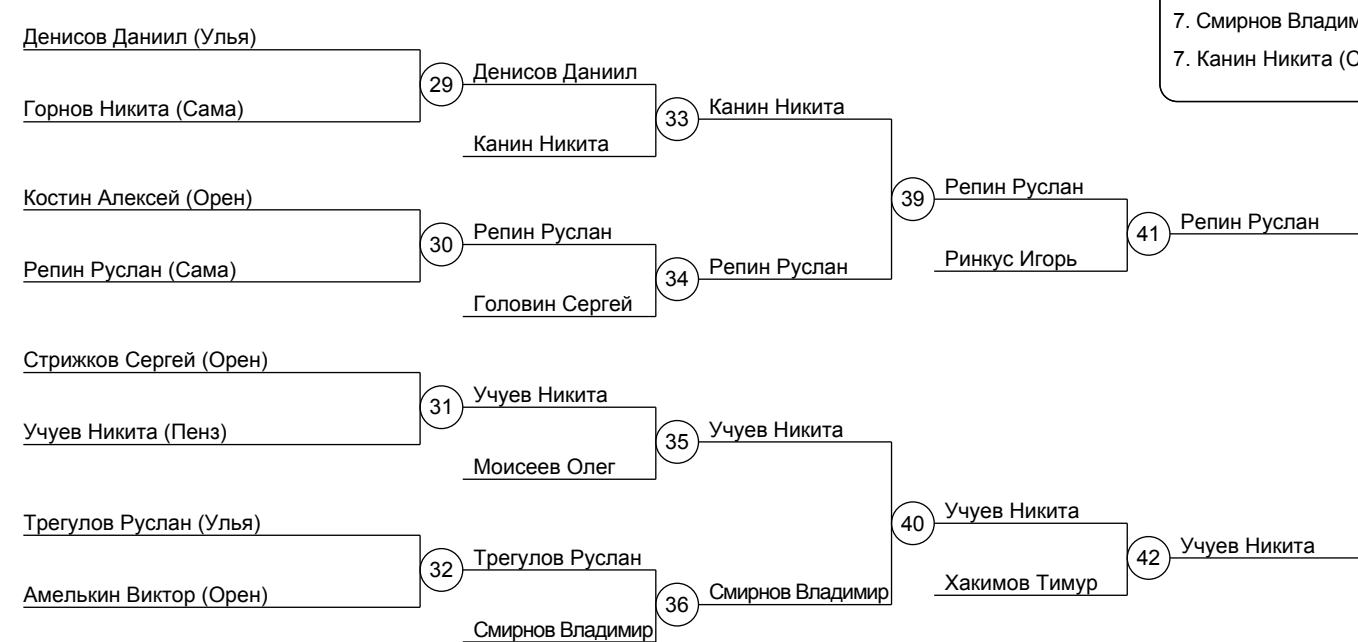 7. Смирнов
7. Канин Никита
Денисов Даниил (Улья)
Горнов Никита (Сама)
29
Денисов Даниил
Канин Никита
33
Канин Никита
Костин Алексей (Орен)
Репин Руслан (Сама)
30
Репин Руслан
Головин Сергей
34
Репин Руслан
39
Репин Руслан
Ринкус Игорь
41
Репин Руслан
Стрижков Сергей (Орен)
Учуев Никита (Пенз)
31
Учуев Никита
Моисеев Олег
35
Учуев Никита
Трегулов Руслан (Улья)
Амелькин Виктор (Орен)
32
Трегулов Руслан
Смирнов Владимир
36
Смирнов Владимир
40
Учуев Никита
Хакимов Тимур
42
Учуев Никита